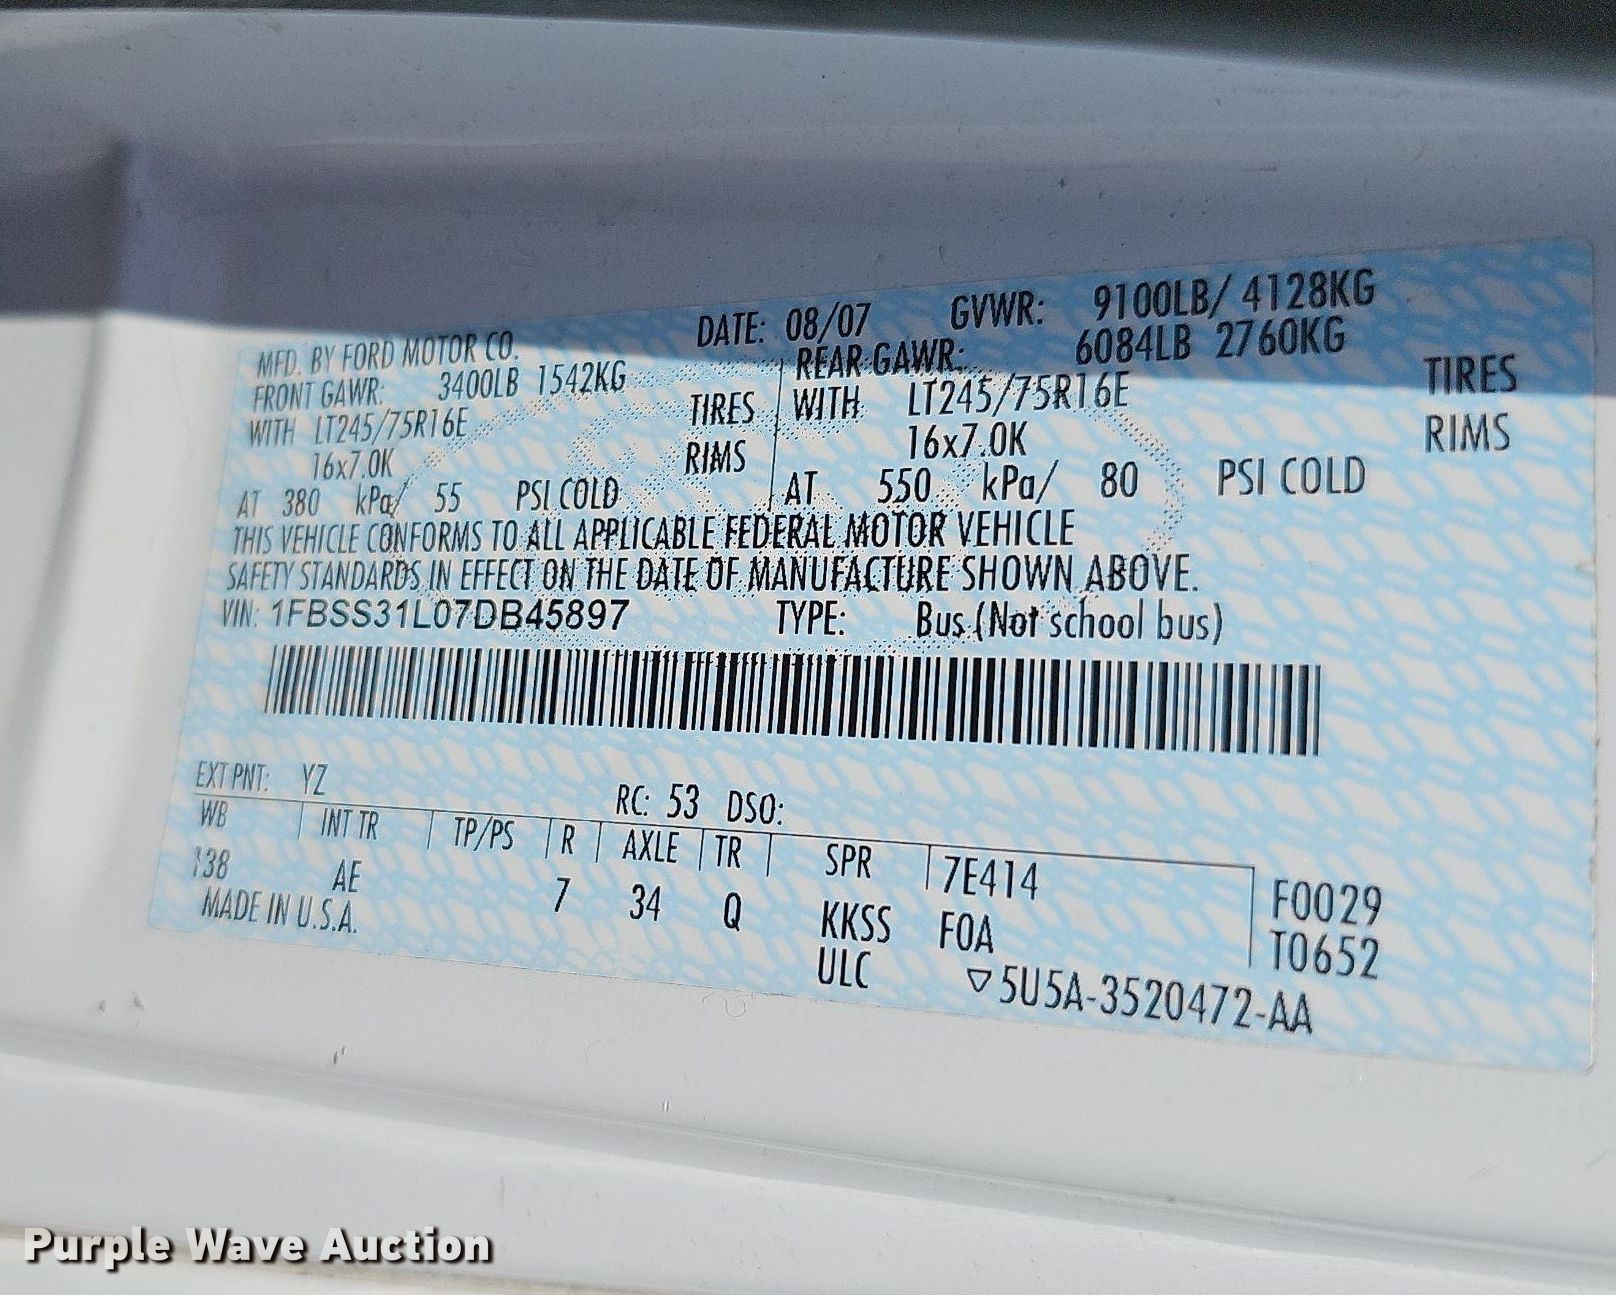 MFD. BY FORD MOTOR CO. DATE: 08/07 GVWR: 9100LB/ 4128KG
FRONT GAWR: 3400LB 1542KG REAR GAWR: 6084LB 2760KG
WITH LT245/75R16E TIRES WITH LT245/75R16E TIRES
16x7.0K RIMS 16x7.0K RIMS
AT 380 kPa/ 55 PSI COLD AT 550 kPa/ 80 PSI COLD
THIS VEHICLE CONFORMS TO ALL APPLICABLE FEDERAL MOTOR VEHICLE
SAFETY STANDARDS IN EFFECT ON THE DATE OF MANUFACTURE SHOWN ABOVE.
VIN: 1FBSS31L07DB45897 TYPE: Bus (Not school bus)
EXT PNT: YZ RC: 53 DSO:
WB INT TR TP/PS R AXLE TR SPR 7E414 F0029
138 AE 7 34 Q KKSS FOA T0652
MADE IN U.S.A. ULC ▽5U5A-3520472-AA
Purple Wave Auction